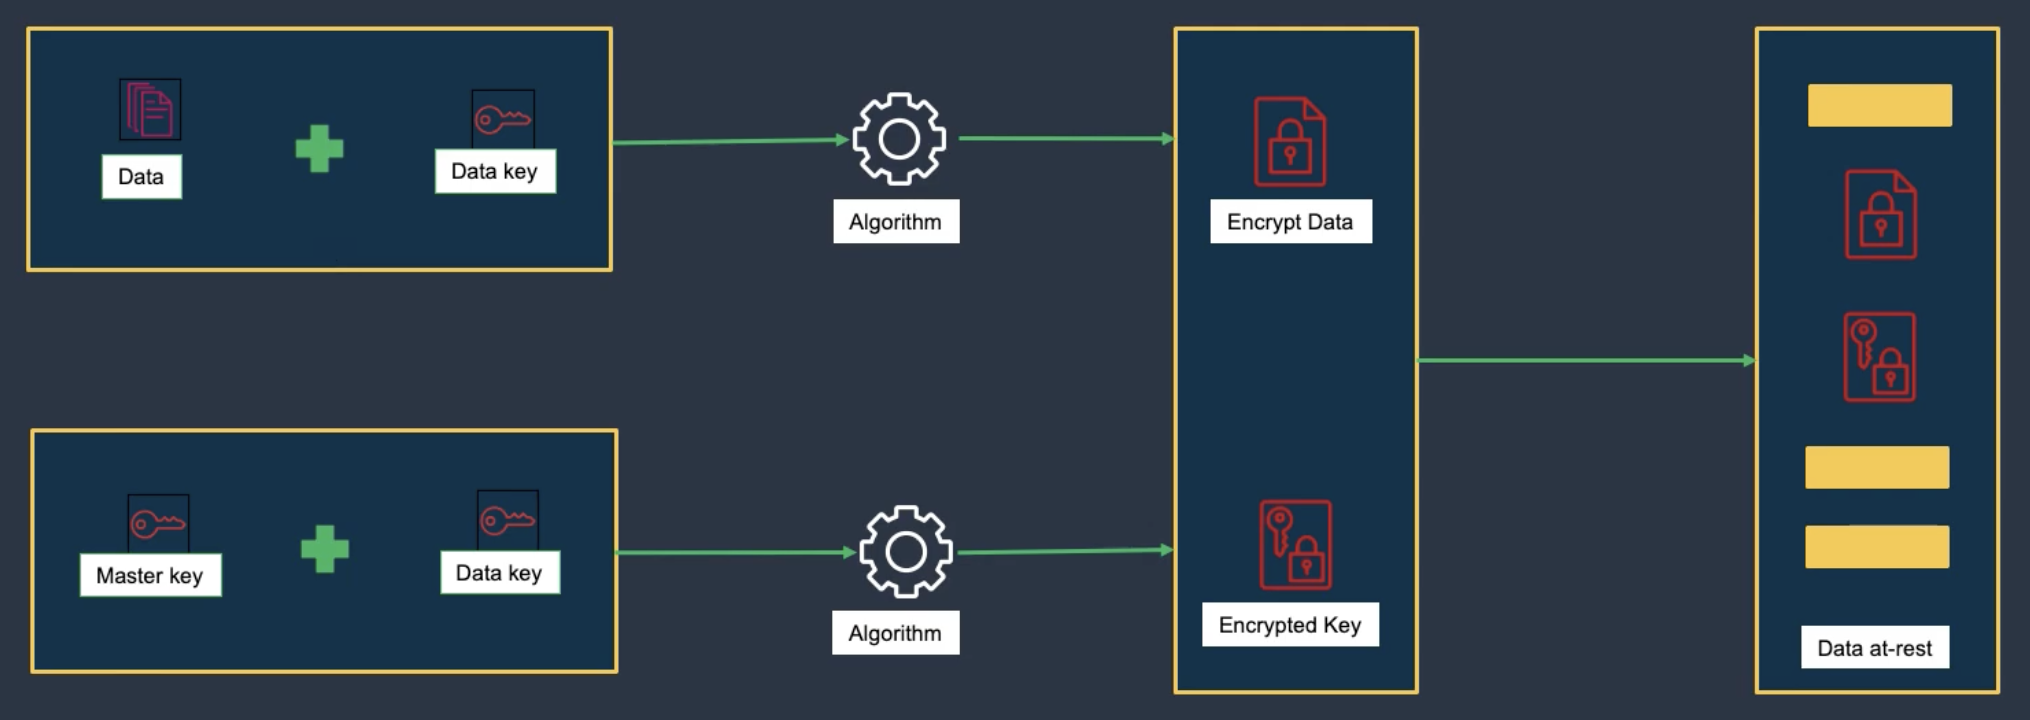 Data
Data key
Algorithm
Encrypt Data
Master key
Data key
Algorithm
Encrypted Key
Data at-rest